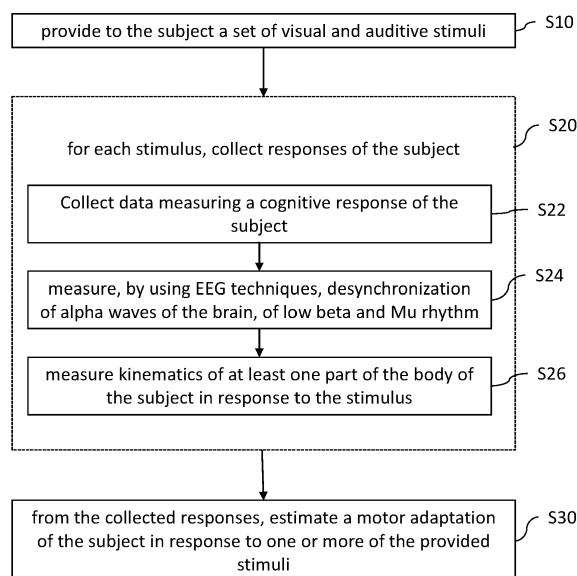 provide to the subject a set of visual and auditive stimuli
S10
S20
for each stimulus, collect responses of the subject
Collect data measuring a cognitive response of the
subject
S22
measure, by using EEG techniques, desynchronization
of alpha waves of the brain, of low beta and Mu rhythm
S24
measure kinematics of at least one part of the body of
the subject in response to the stimulus
S26
from the collected responses, estimate a motor adaptation
of the subject in response to one or more of the provided
stimuli
S30